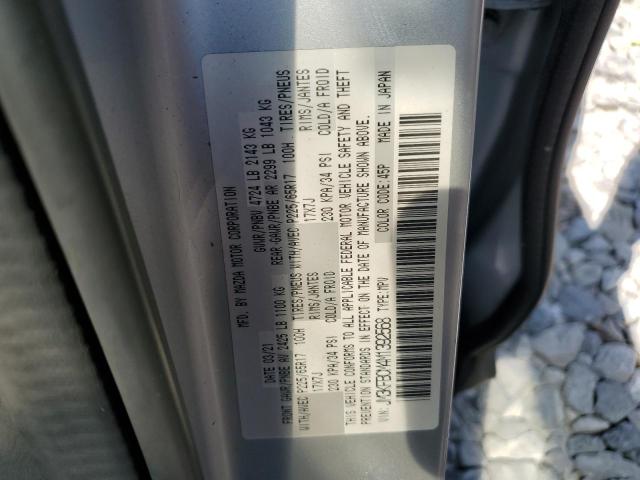 MFD. BY MAZDA MOTOR CORPORATION
DATE 03/21 GVWR/PNBV 4724 LB 2143 KG
FRONT GAWR/PNBE AV 2425 LB 1100 KG REAR GAWR/PNBE AR 2299 LB 1043 KG
WITH/AVEC P225/65R17 100H TIRES/PNEUS WITH/AVEC P225/65R17 100H TIRES/PNEUS
17X7J RIMS/JANTES 17X7J RIMS/JANTES
230 KPA/34 PSI COLD/A FROID 230 KPA/34 PSI COLD/A FROID
THIS VEHICLE CONFORMS TO ALL APPLICABLE FEDERAL MOTOR VEHICLE SAFETY AND THEFT
PREVENTION STANDARDS IN EFFECT ON THE DATE OF MANUFACTURE SHOWN ABOVE.
VIN: TYPE:MPV COLOR CODE:45P MADE IN JAPAN